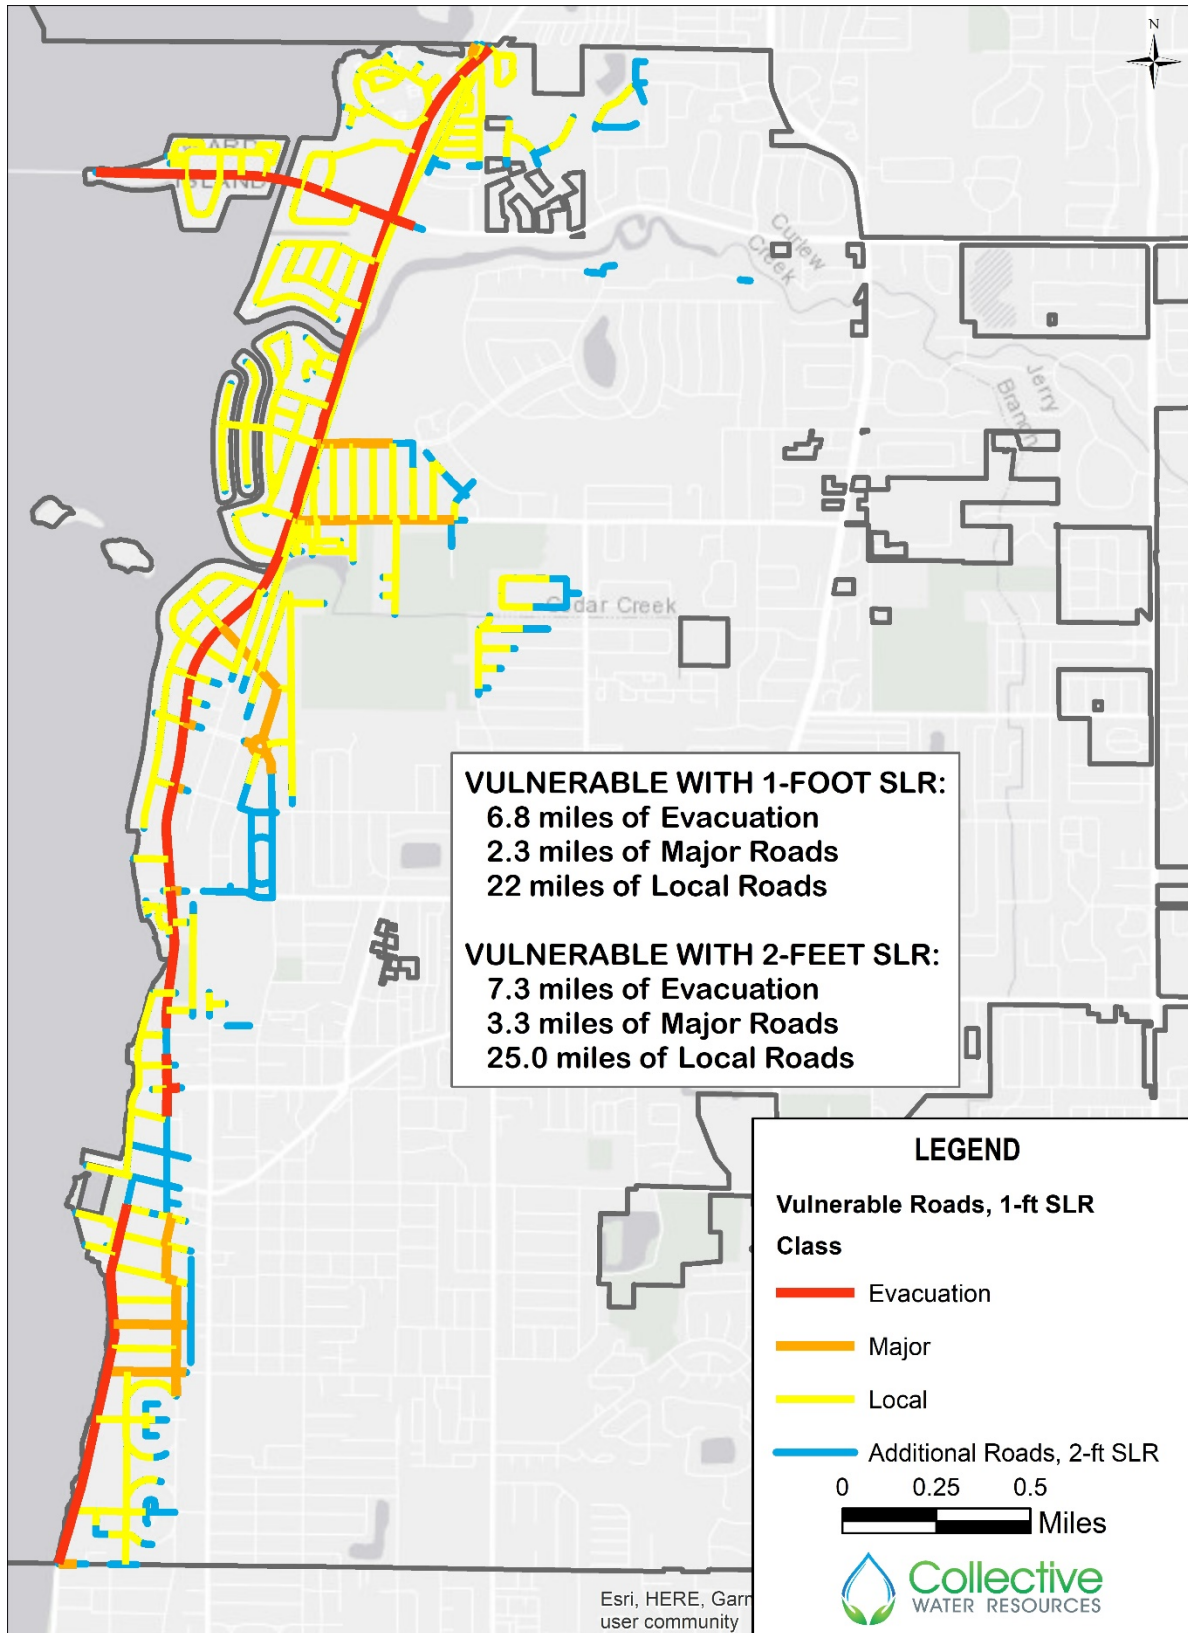 N
ISLAND
Curlew
Creek
Jerry
Branch
Cedar Creek
VULNERABLE WITH 1-FOOT SLR:
6.8 miles of Evacuation
2.3 miles of Major Roads
22 miles of Local Roads
VULNERABLE WITH 2-FEET SLR:
7.3 miles of Evacuation
3.3 miles of Major Roads
25.0 miles of Local Roads
LEGEND
Vulnerable Roads, 1-ft SLR
Class
Evacuation
Major
Local
Additional Roads, 2-ft SLR
0 0.25 0.5
Miles
Collective
WATER RESOURCES
Esri, HERE, Garn
user community